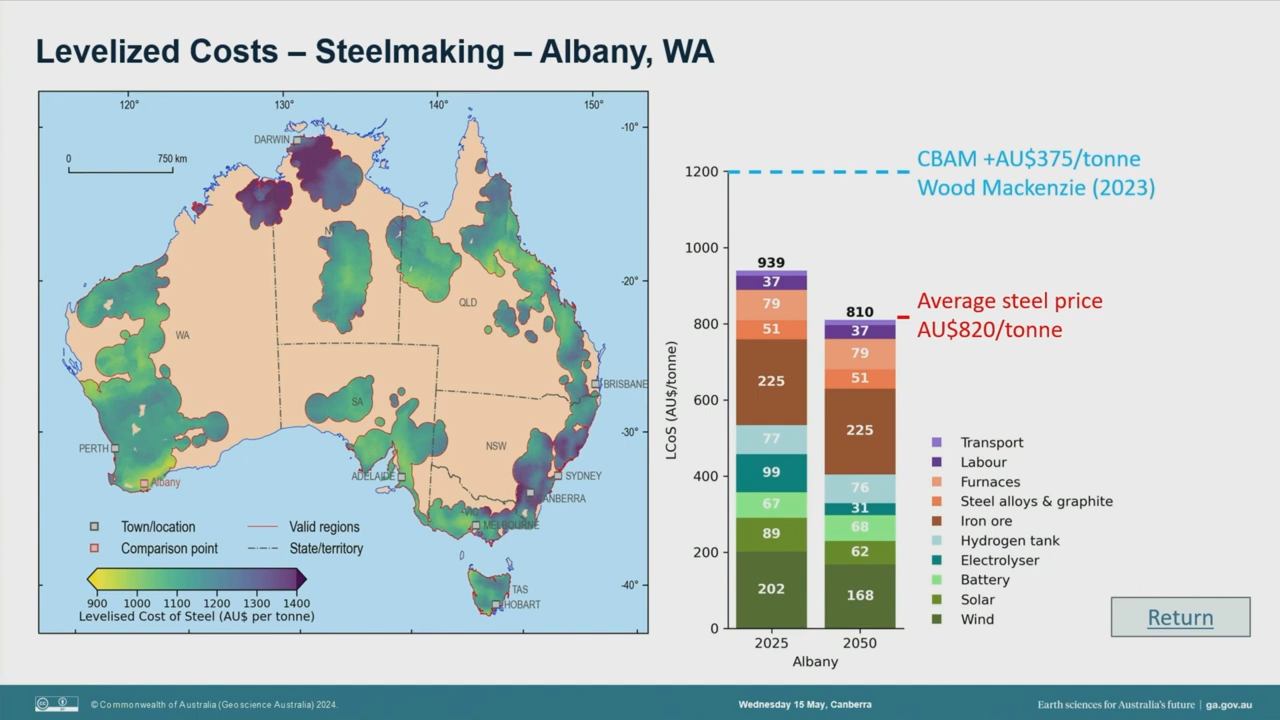 Levelized Costs – Steelmaking – Albany, WA
120°
130°
140°
150°
-10°
-20°
-30°
-40°
0
750 km
DARWIN
NT
QLD
WA
SA
NSW
BRISBANE
PERTH
Albany
ADELAIDE
SYDNEY
CANBERRA
VIC
MELBOURNE
TAS
HOBART
Town/location
Valid regions
Comparison point
State/territory
900 1000 1100 1200 1300 1400
Levelised Cost of Steel (AU$ per tonne)
LCoS (AU$/tonne)
1200
1000
800
600
400
200
0
939
37
79
51
225
77
99
67
89
202
2025
810
37
79
51
225
76
31
68
62
168
2050
Albany
CBAM +AU$375/tonne
Wood Mackenzie (2023)
Average steel price
AU$820/tonne
Transport
Labour
Furnaces
Steel alloys & graphite
Iron ore
Hydrogen tank
Electrolyser
Battery
Solar
Wind
Return
© Commonwealth of Australia (Geoscience Australia) 2024.
Wednesday 15 May, Canberra
Earth sciences for Australia's future | ga.gov.au